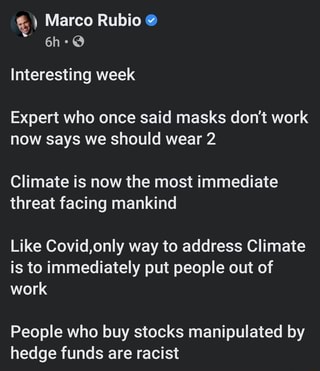 Marco Rubio
6h •
Interesting week
Expert who once said masks don't work
now says we should wear 2
Climate is now the most immediate
threat facing mankind
Like Covid,only way to address Climate
is to immediately put people out of
work
People who buy stocks manipulated by
hedge funds are racist